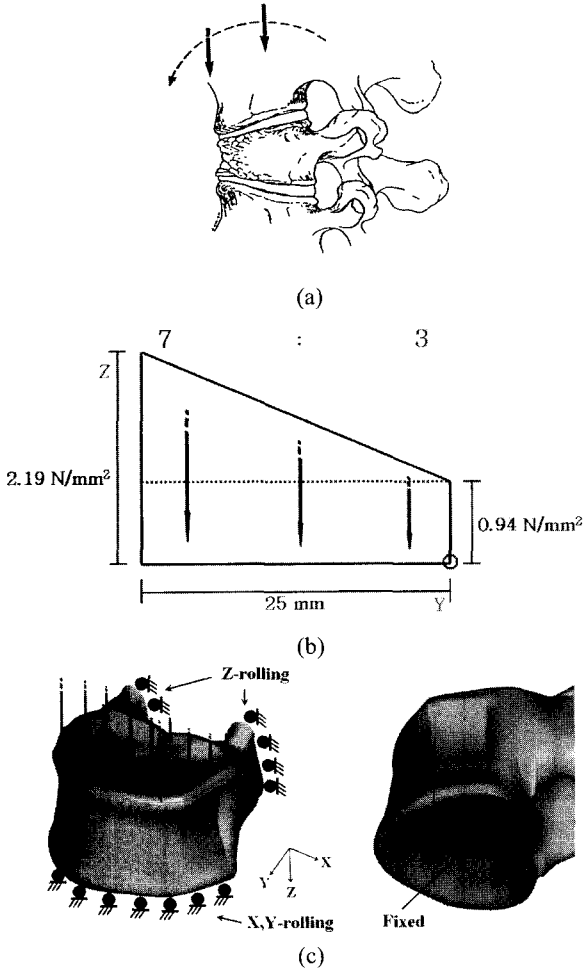 (a)
7 : 3
Z
2.19 N/mm²
0.94 N/mm²
25 mm
Y
(b)
Z-rolling
X
Y
Z
X,Y-rolling
Fixed
(c)